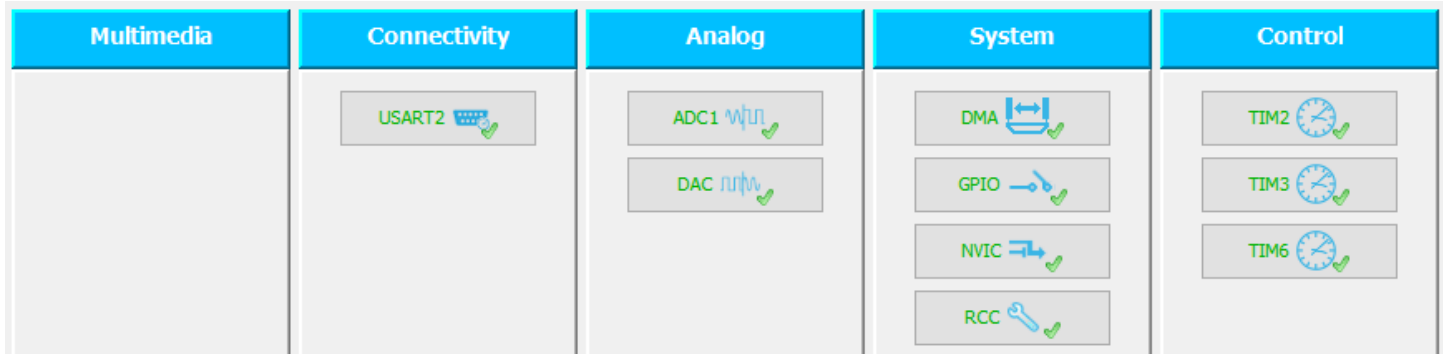 Multimedia
Connectivity
Analog
System
Control
USART2
ADC1
DMA
TIM2
DAC
GPIO
TIM3
NVIC
TIM6
RCC